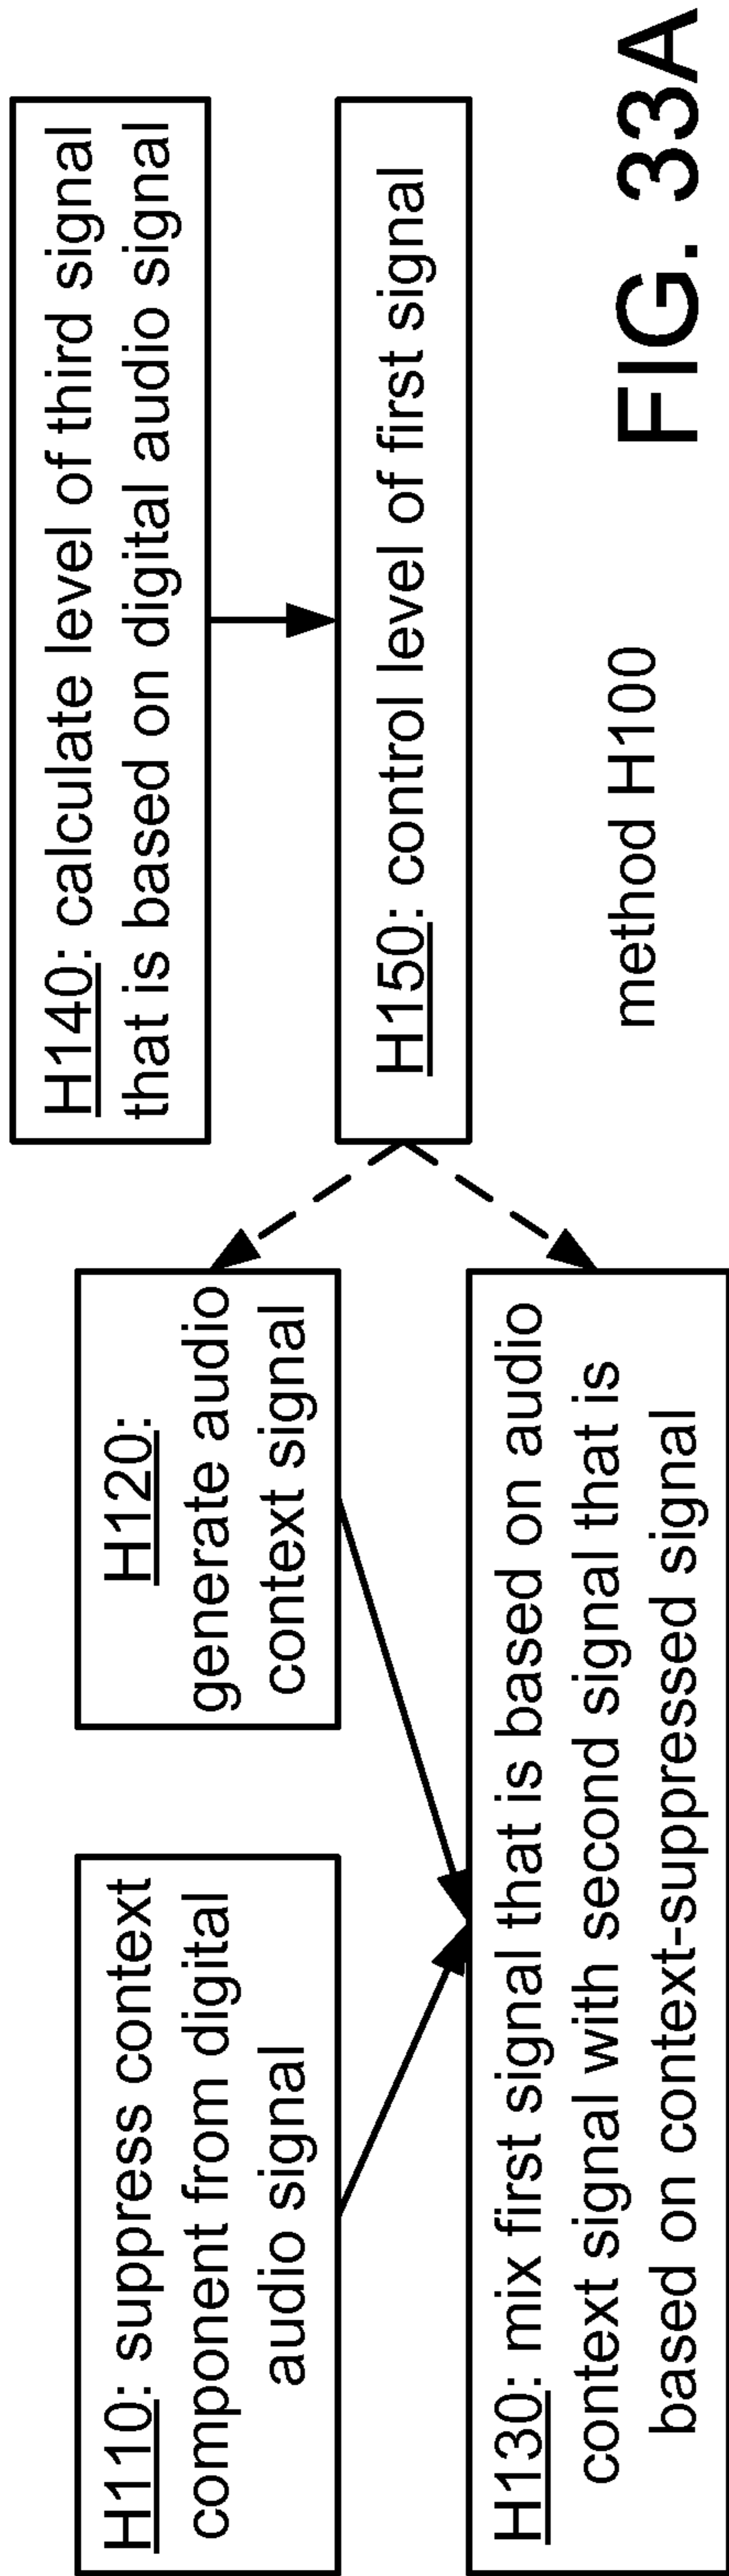 H110: suppress context
component from digital
audio signal
H120:
generate audio
context signal
H130: mix first signal that is based on audio
context signal with second signal that is
based on context-suppressed signal
H140: calculate level of third signal
that is based on digital audio signal
H150: control level of first signal
method H100
FIG. 33A